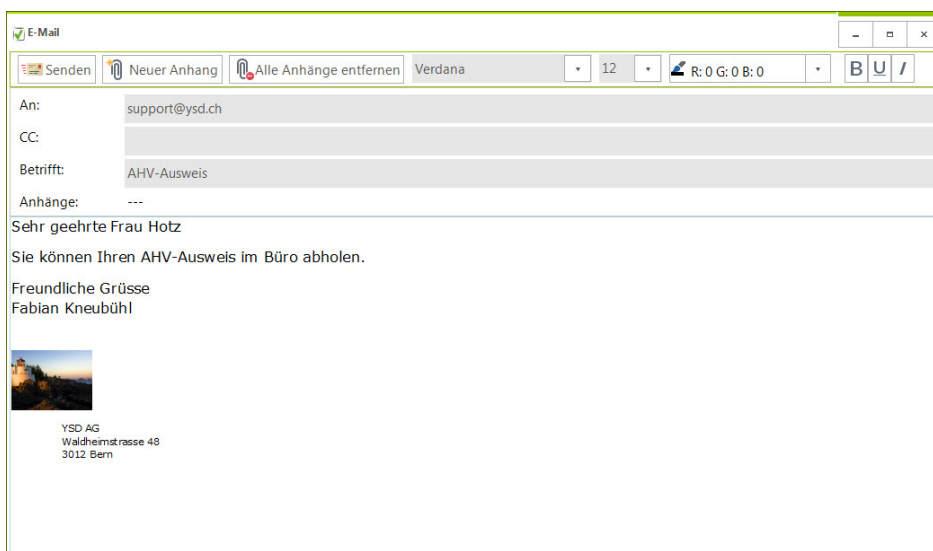 E-Mail
Senden Neuer Anhang Alle Anhänge entfernen Verdana 12 R: 0 G: 0 B: 0 B U I
An: support@ysd.ch
CC:
Betrifft: AHV-Ausweis
Anhänge: ---
Sehr geehrte Frau Hotz
Sie können Ihren AHV-Ausweis im Büro abholen.
Freundliche Grüsse
Fabian Kneubühl
YSD AG
Waldheimstrasse 48
3012 Bern